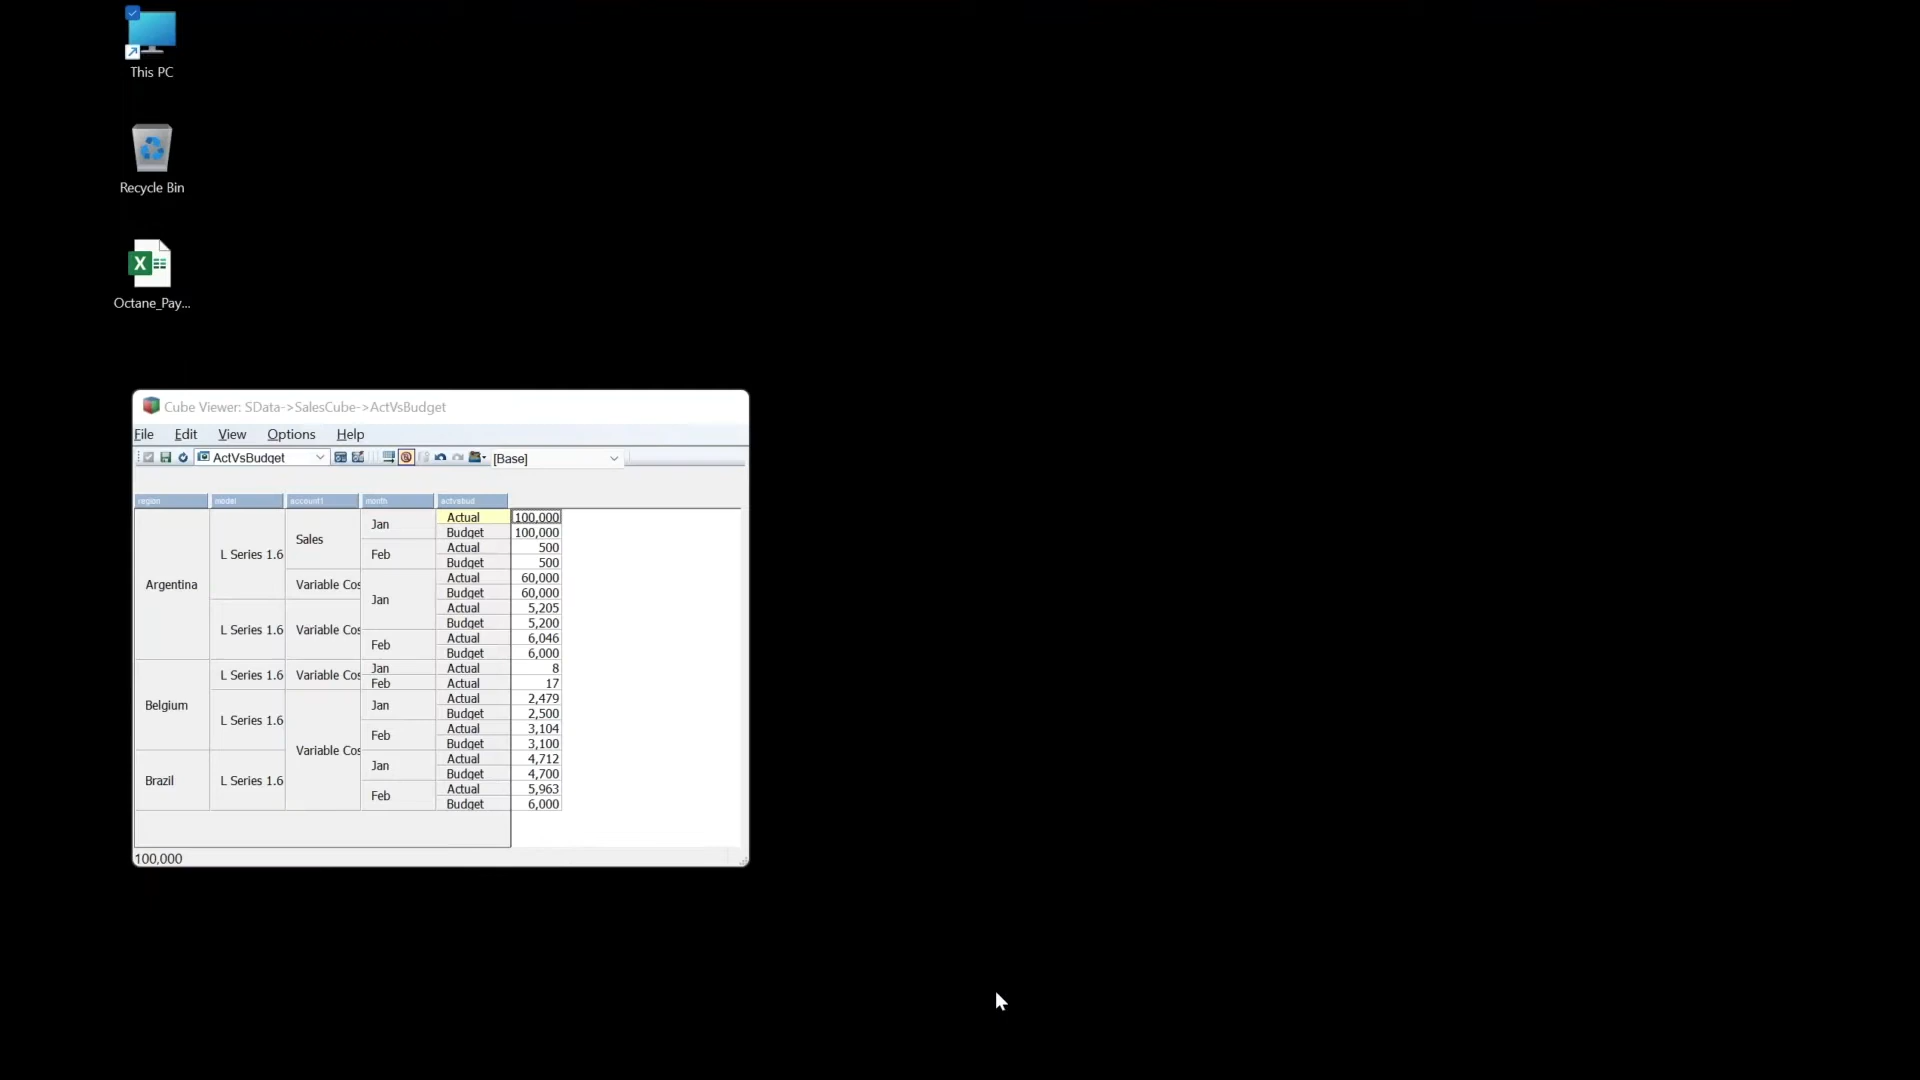 This PC
Recycle Bin
Octane_Pay...
Cube Viewer: SData->SalesCube->ActVsBudget
File Edit View Options Help
ActVsBudget [Base]
region model account1 month actvsbud
Argentina L Series 1.6 Sales Jan Actual 100,000
Budget 100,000
Feb Actual 500
Budget 500
Variable Cos Jan Actual 60,000
Budget 60,000
L Series 1.6 Variable Cos Actual 5,205
Budget 5,200
Feb Actual 6,046
Budget 6,000
Belgium L Series 1.6 Variable Cos Jan Actual 8
Feb Actual 17
L Series 1.6 Variable Cos Jan Actual 2,479
Budget 2,500
Feb Actual 3,104
Budget 3,100
Brazil L Series 1.6 Jan Actual 4,712
Budget 4,700
Feb Actual 5,963
Budget 6,000
100,000